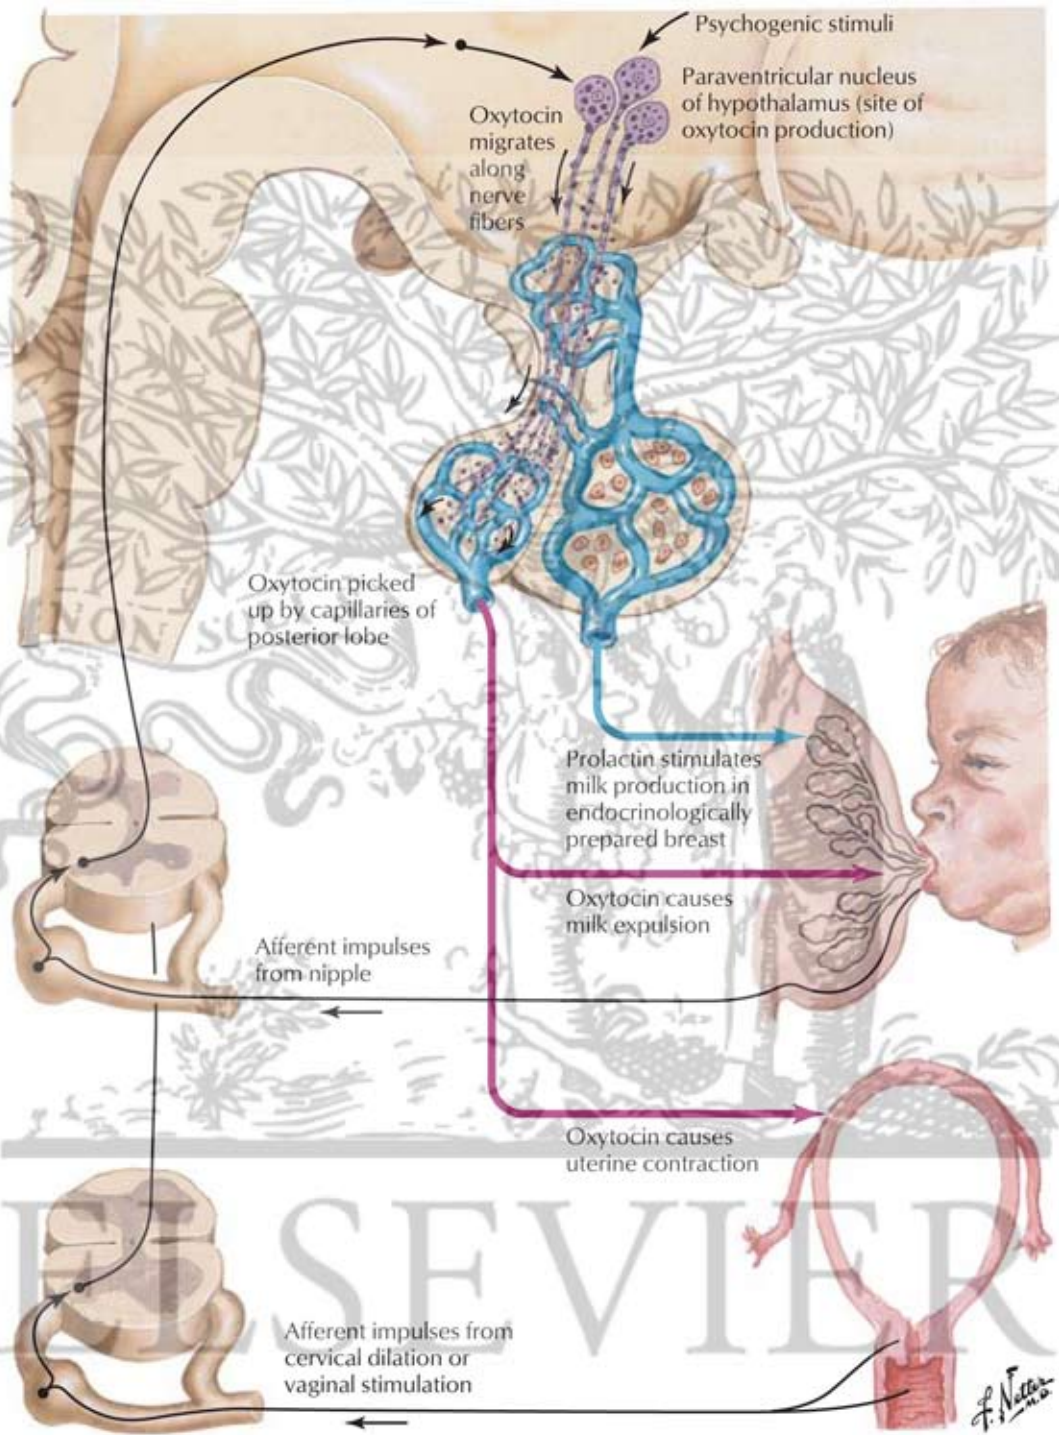 Psychogenic stimuli
Paraventricular nucleus
of hypothalamus (site of
oxytocin production)
Oxytocin
migrates
along
nerve
fibers
Oxytocin picked
up by capillaries of
posterior lobe
Prolactin stimulates
milk production in
endocrinologically
prepared breast
Oxytocin causes
milk expulsion
Afferent impulses
from nipple
Oxytocin causes
uterine contraction
ELSEVIER
Afferent impulses from
cervical dilation or
vaginal stimulation
F. Netter
M.D.